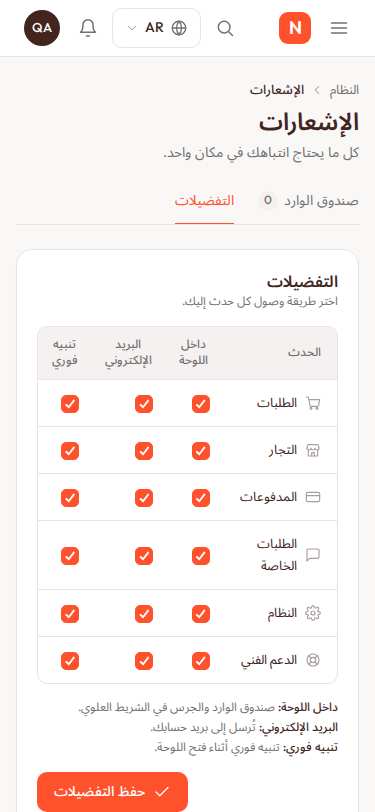 N
AR
QA
النظام > الإشعارات
الإشعارات
كل ما يحتاج انتباهك في مكان واحد.
صندوق الوارد 0 التفضيلات
التفضيلات
اختر طريقة وصول كل حدث إليك.
الحدث داخل اللوحة البريد الإلكتروني تنبيه فوري
الطلبات
التجار
المدفوعات
الطلبات
الخاصة
النظام
الدعم الفني
داخل اللوحة: صندوق الوارد والجرس في الشريط العلوي.
البريد الإلكتروني: تُرسل إلى بريد حسابك.
تنبيه فوري: تنبيه فوري أثناء فتح اللوحة.
حفظ التفضيلات